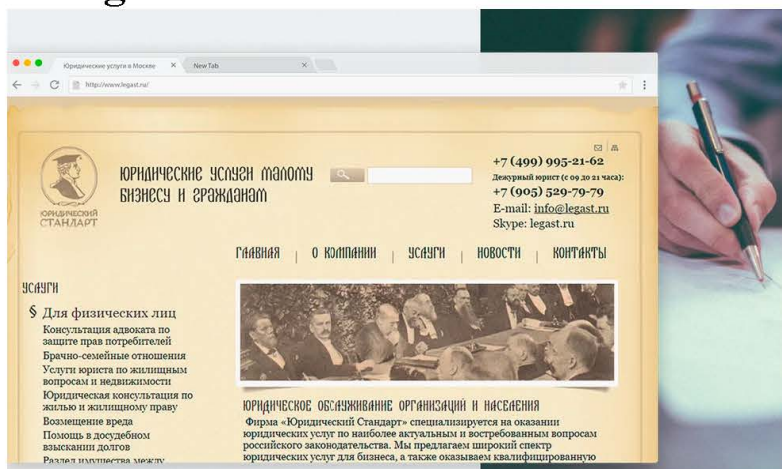 Юридические услуги в Москве
New Tab
http://www.legast.ru/
ЮРИДИЧЕСКИЙ
СТАНДАРТ
ЮРИДИЧЕСКИЕ УСЛУГИ МАЛОМУ
БИЗНЕСУ И ГРАЖДАНАМ
+7 (499) 995-21-62
Дежурный юрист (с 09 до 21 часа):
+7 (905) 529-79-79
E-mail: info@legast.ru
Skype: legast.ru
ГЛАВНАЯ | О КОМПАНИИ | УСЛУГИ | НОВОСТИ | КОНТАКТЫ
УСЛУГИ
§ Для физических лиц
Консультация адвоката по
защите прав потребителей
Брачно-семейные отношения
Услуги юриста по жилищным
вопросам и недвижимости
Юридическая консультация по
жилью и жилищному праву
Возмещение вреда
Помощь в досудебном
взыскании долгов
Раздел имущества между
ЮРИДИЧЕСКОЕ ОБСЛУЖИВАНИЕ ОРГАНИЗАЦИЙ И НАСЕЛЕНИЯ
Фирма «Юридический Стандарт» специализируется на оказании
юридических услуг по наиболее актуальным и востребованным вопросам
российского законодательства. Мы предлагаем широкий спектр
юридических услуг для бизнеса, а также оказываем квалифицированную